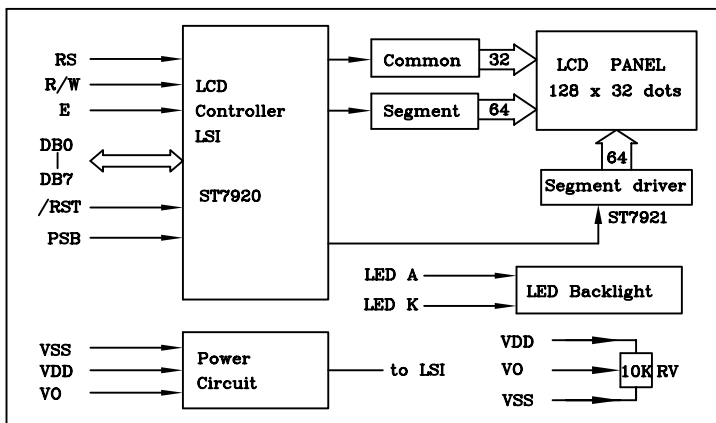 RS
R/W
E
DB0
DB7
/RST
PSB
LCD
Controller
LSI
ST7920
Common
32
Segment
64
LCD PANEL
128 x 32 dots
64
Segment driver
ST7921
LED A
LED K
LED Backlight
VSS
VDD
VO
Power
Circuit
to LSI
VDD
VO
VSS
10K RV